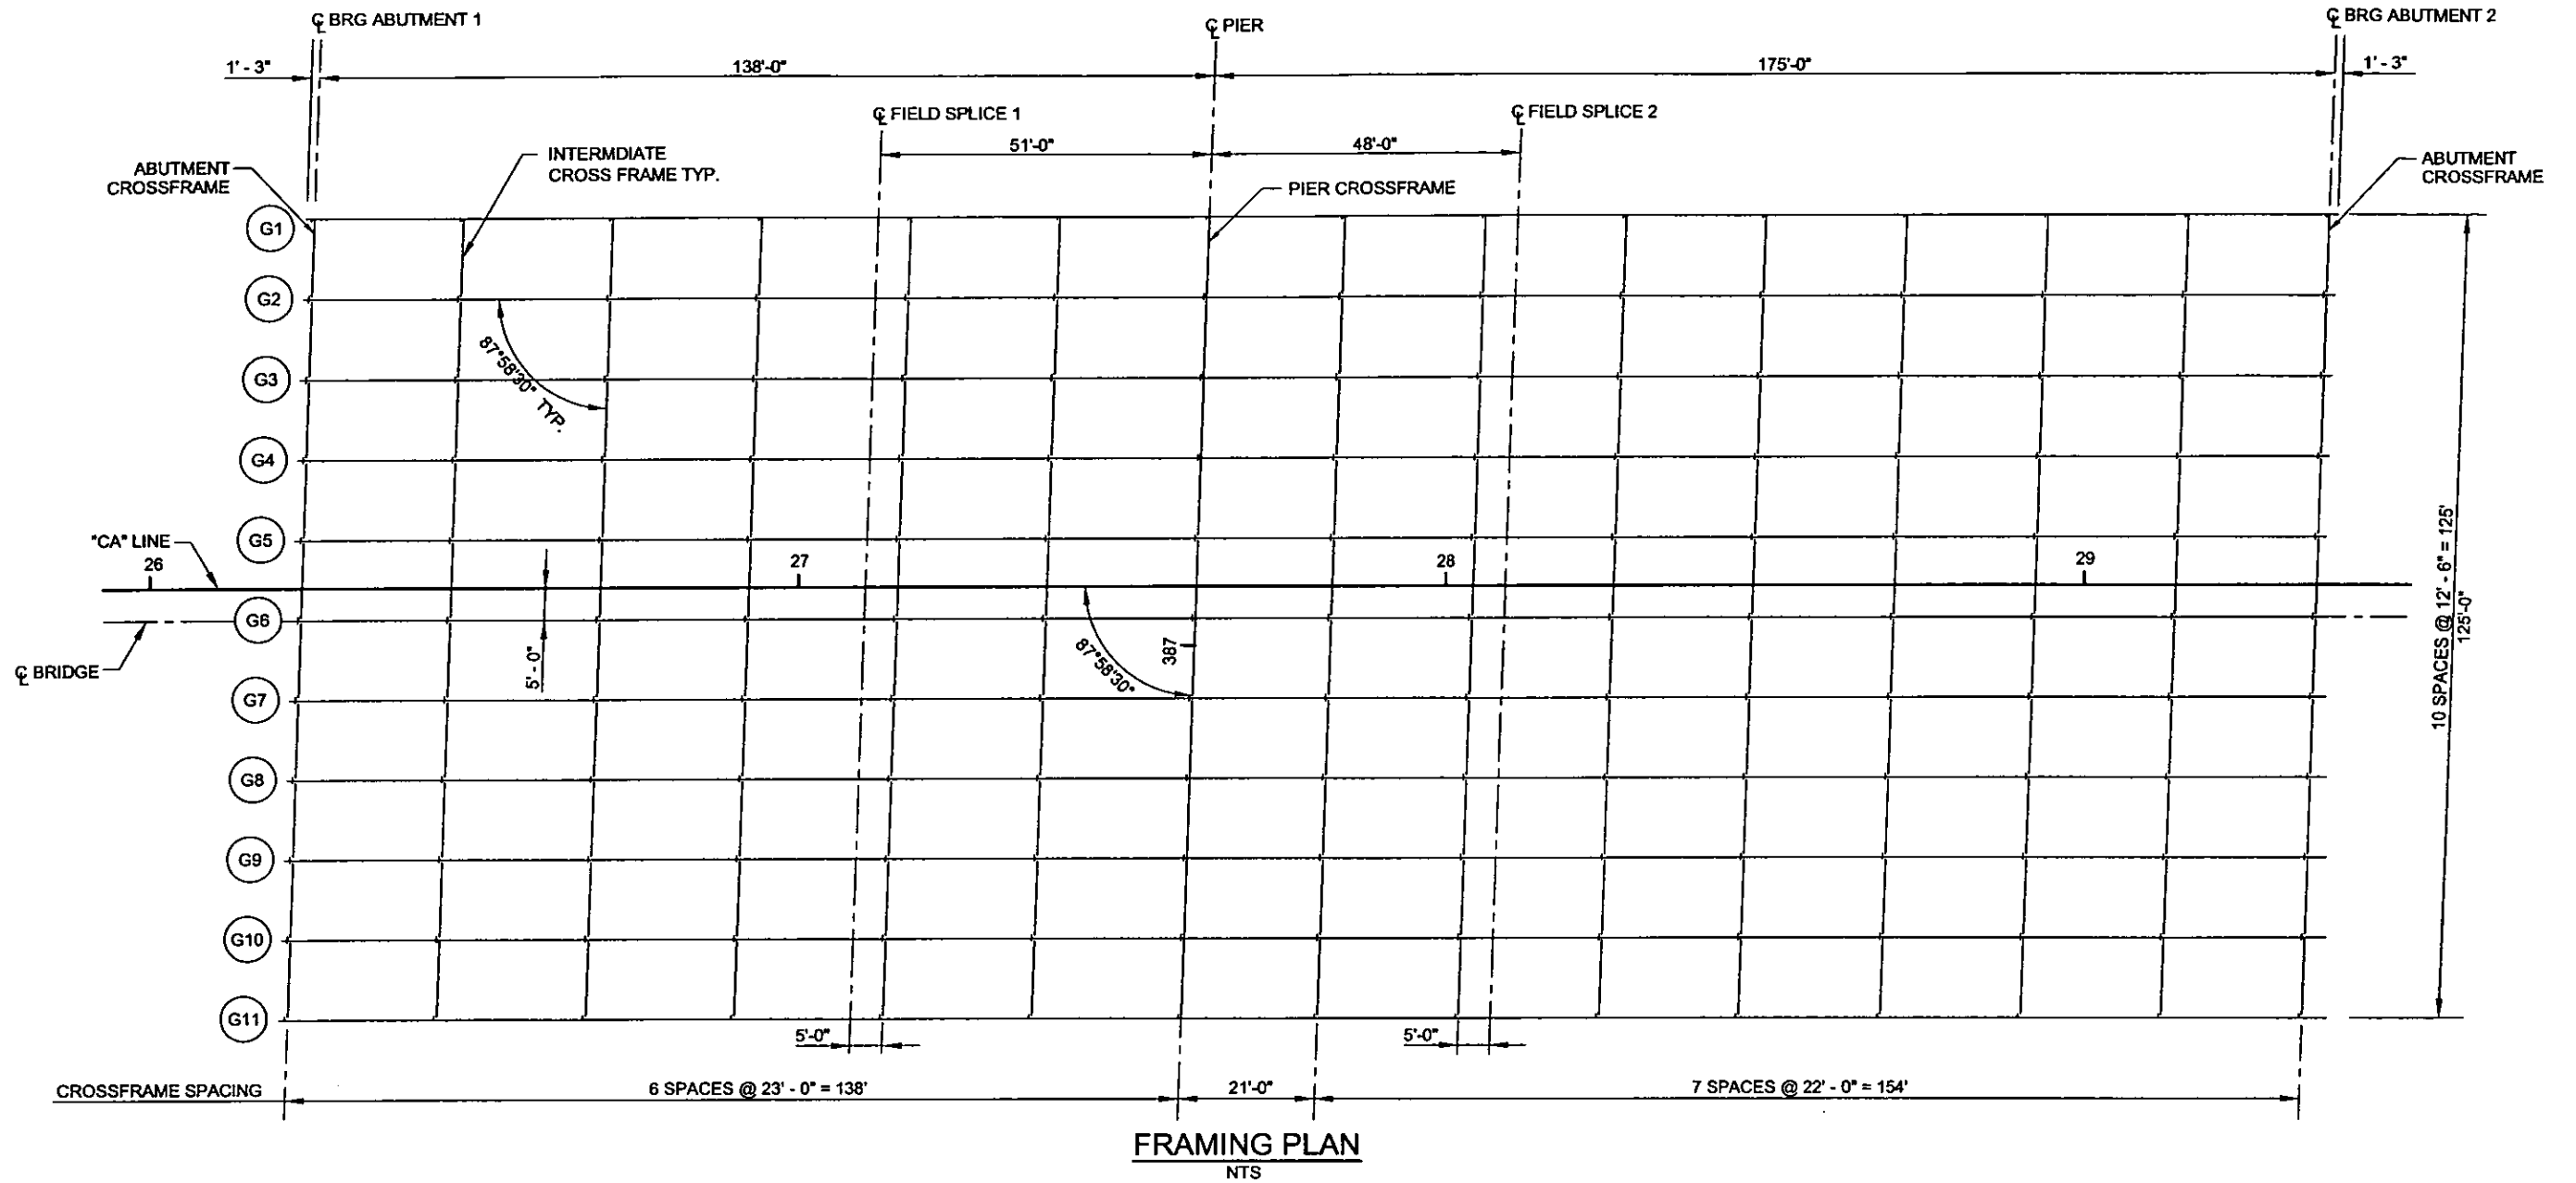 ℄ BRG ABUTMENT 1
℄ PIER
℄ BRG ABUTMENT 2
1' - 3"
138'-0"
175'-0"
1' - 3"
℄ FIELD SPLICE 1
℄ FIELD SPLICE 2
51'-0"
48'-0"
ABUTMENT
CROSSFRAME
INTERMDIATE
CROSS FRAME TYP.
PIER CROSSFRAME
ABUTMENT
CROSSFRAME
G1
G2
87°58'30" TYP.
G3
G4
G5
"CA" LINE
26
27
28
29
G6
℄ BRIDGE
5' - 0"
87°58'30"
387
10 SPACES @ 12' - 6" = 125'
125'-0"
G7
G8
G9
G10
G11
5'-0"
5'-0"
CROSSFRAME SPACING
6 SPACES @ 23' - 0" = 138'
21'-0"
7 SPACES @ 22' - 0" = 154'
FRAMING PLAN
NTS